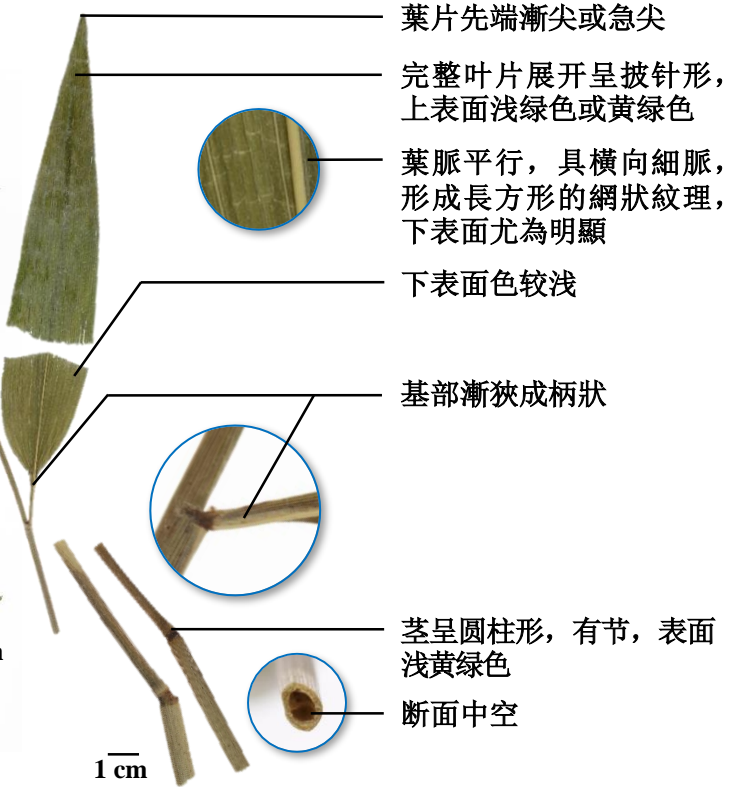 葉片先端漸尖或急尖
完整叶片展开呈披针形，
上表面浅绿色或黄绿色
葉脈平行，具橫向細脈，
形成長方形的網狀紋理，
下表面尤為明顯
下表面色较浅
基部漸狹成柄狀
茎呈圆柱形，有节，表面
浅黄绿色
断面中空
1 cm